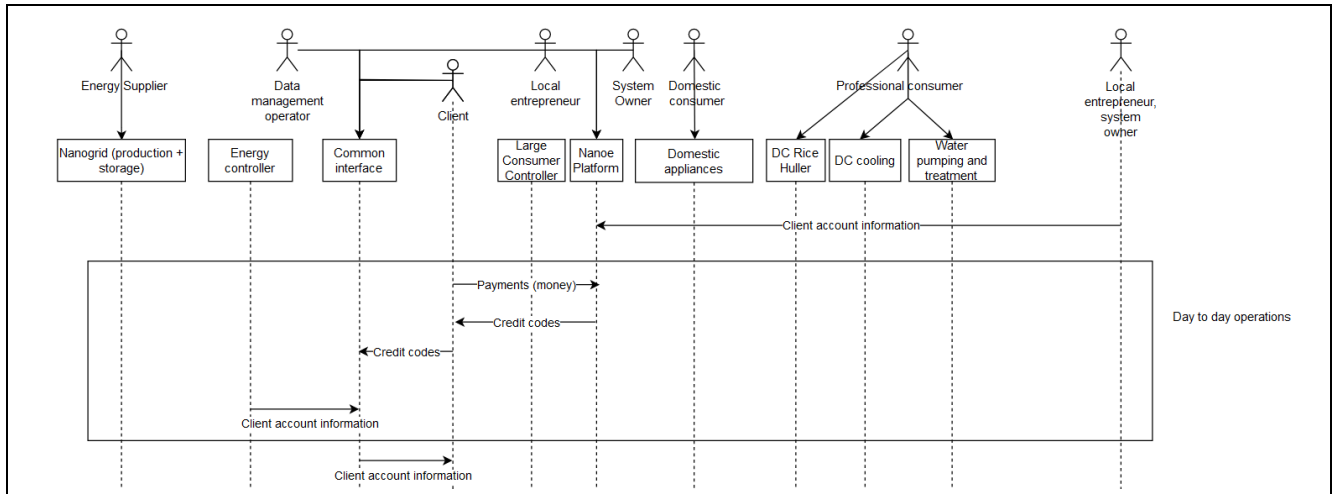 Energy Supplier
Data
management
operator
Client
Local
entrepreneur
System
Owner
Domestic
consumer
Professional consumer
Local
entrepreneur,
system
owner
Nanogrid (production +
storage)
Energy
controller
Common
interface
Large
Consumer
Controller
Nanoe
Platform
Domestic
appliances
DC Rice
Huller
DC cooling
Water
pumping and
treatment
Client account information
Payments (money)
Day to day operations
Credit codes
Credit codes
Client account information
Client account information